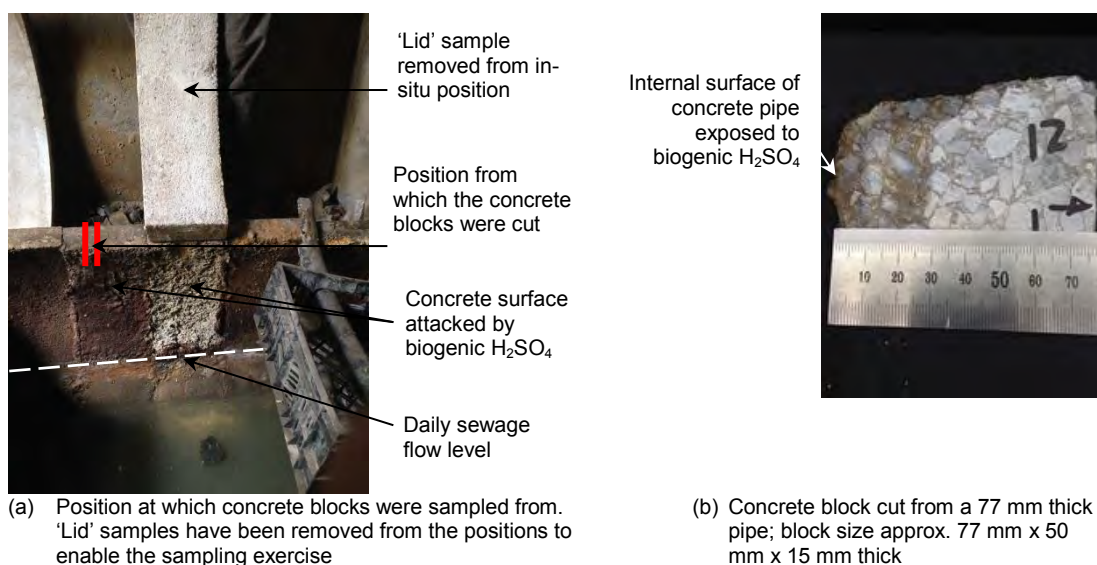 ‘Lid’ sample
removed from in-
situ position
Position from
which the concrete
blocks were cut
Concrete surface
attacked by
biogenic H₂SO₄
Daily sewage
flow level
(a) Position at which concrete blocks were sampled from.
‘Lid’ samples have been removed from the positions to
enable the sampling exercise
Internal surface of
concrete pipe
exposed to
biogenic H₂SO₄
12
1
10 20 30 40 50 60 70
(b) Concrete block cut from a 77 mm thick
pipe; block size approx. 77 mm x 50
mm x 15 mm thick